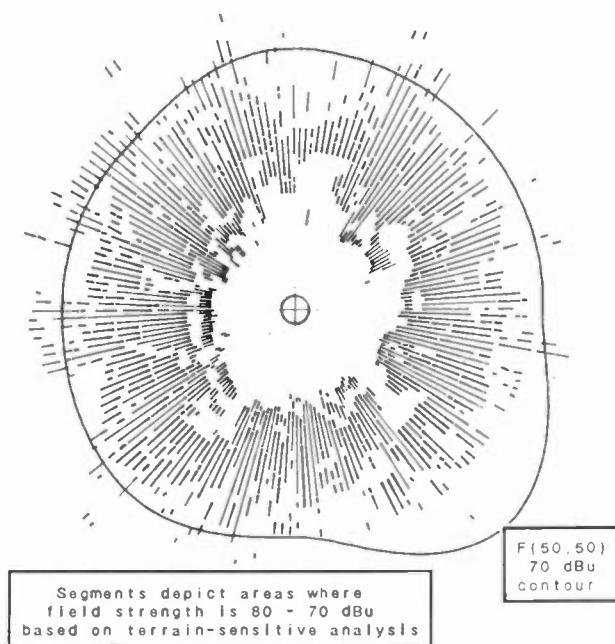 F(50,50)
70 dBu
contour
Segments depict areas where
field strength is 80 - 70 dBu
based on terrain-sensitive analysis